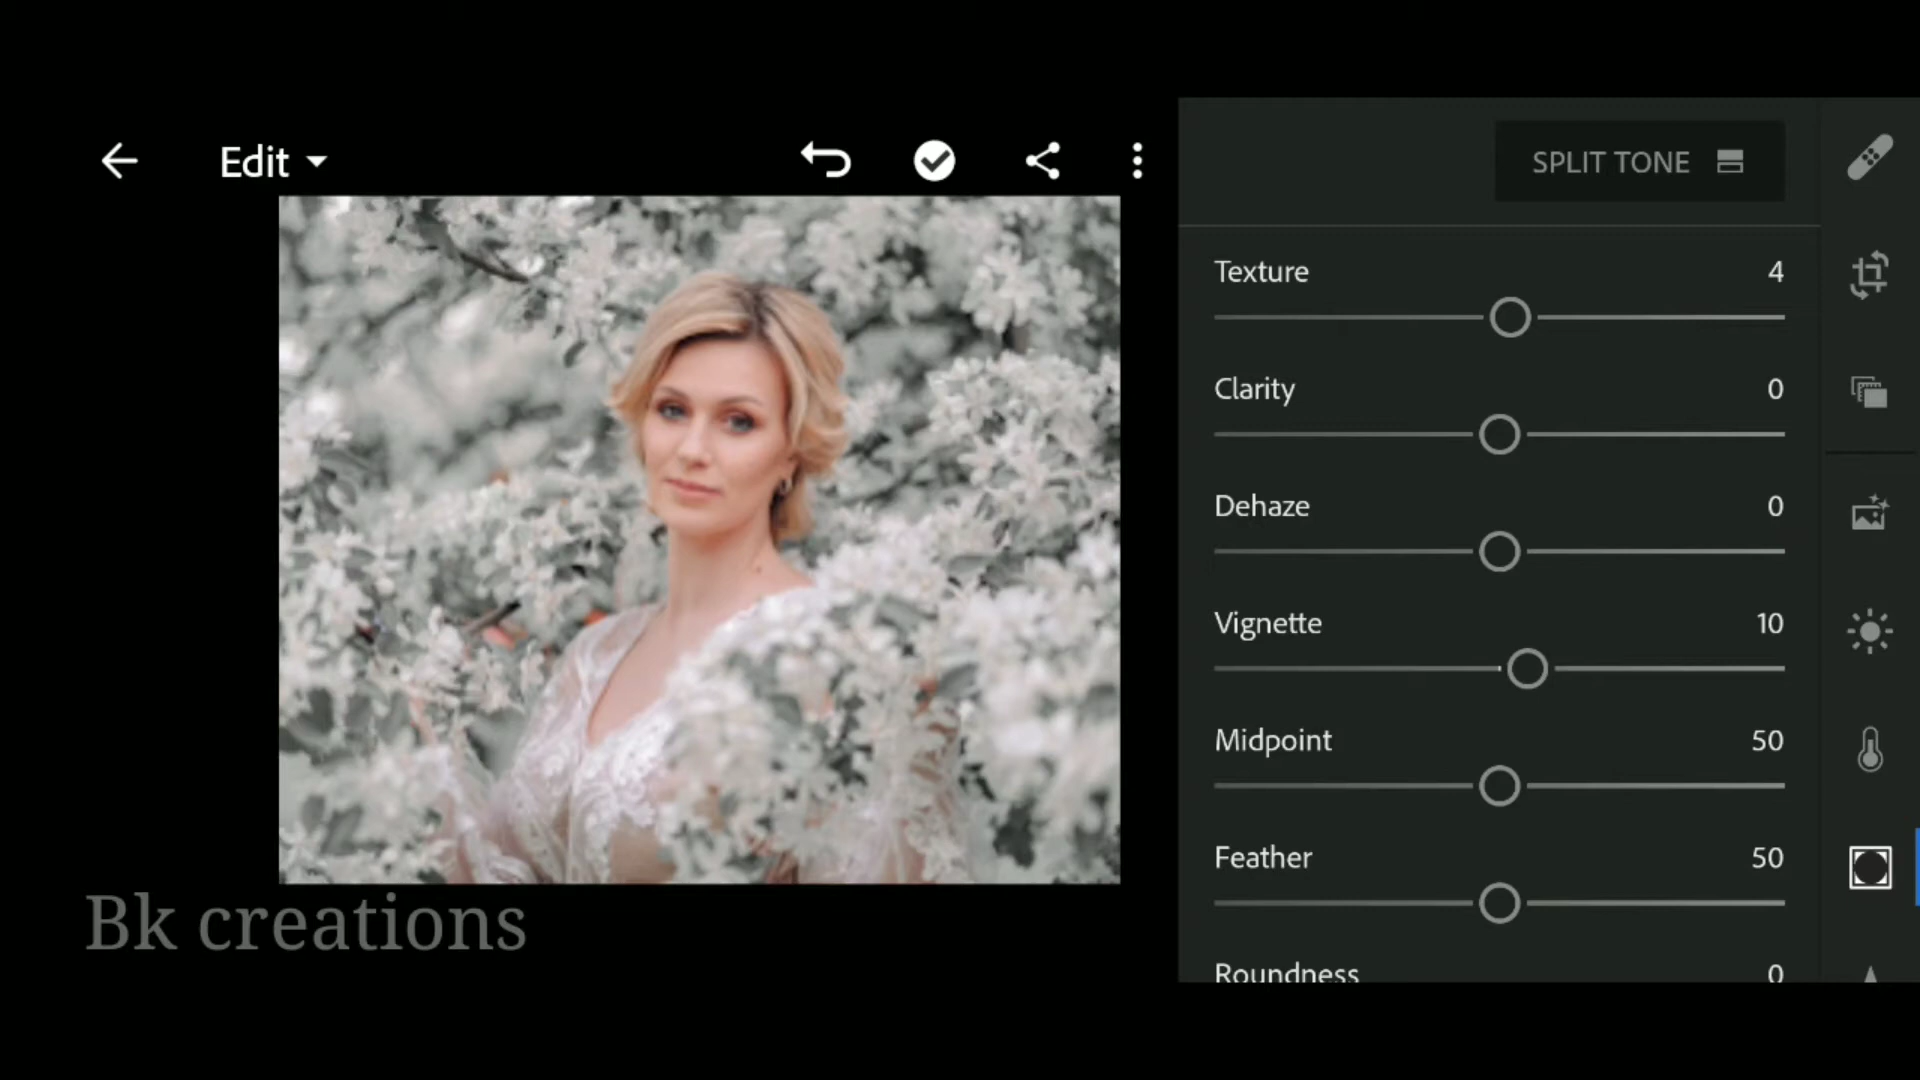 Edit
SPLIT TONE
Texture 4
Clarity 0
Dehaze 0
Vignette 10
Midpoint 50
Feather 50
Roundness 0
Bk creations